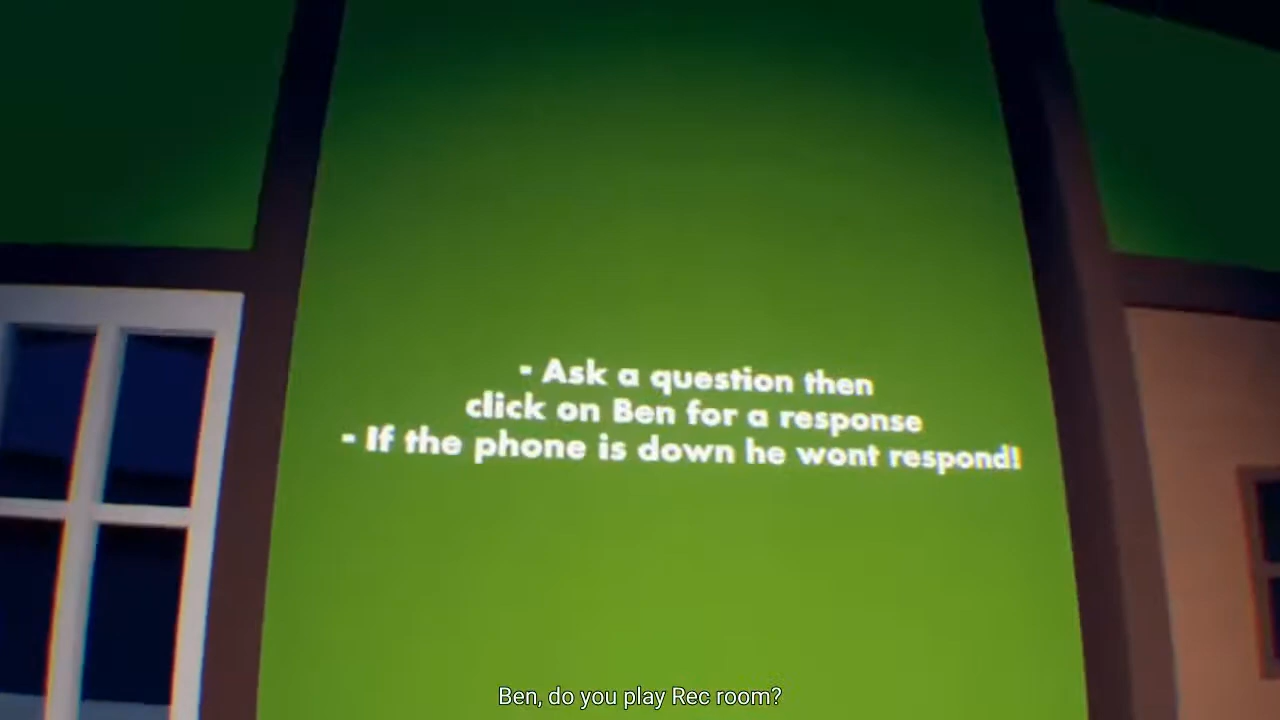 - Ask a question then
click on Ben for a response
- If the phone is down he wont respond!
Ben, do you play Rec room?